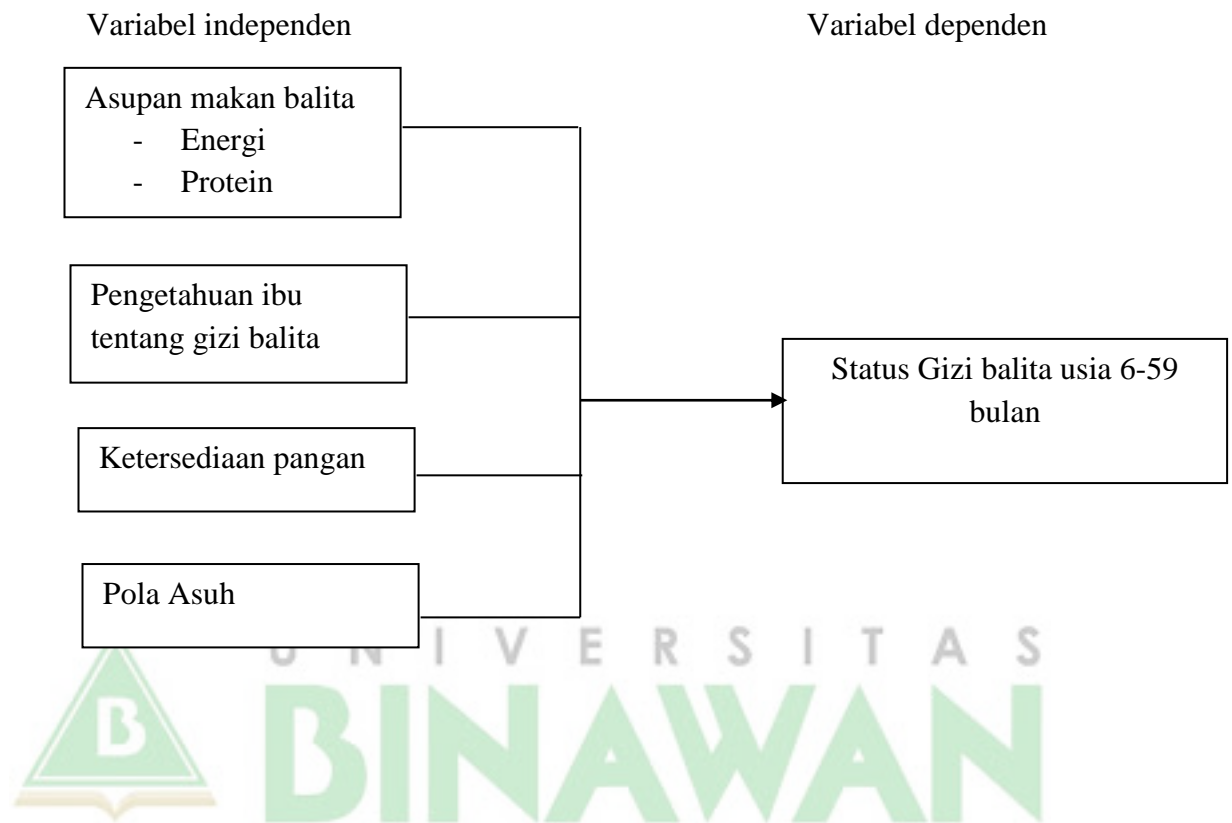 Variabel independen
Variabel dependen
Asupan makan balita
- Energi
- Protein
Pengetahuan ibu
tentang gizi balita
Ketersediaan pangan
Pola Asuh
Status Gizi balita usia 6-59
bulan
UNIVERSITAS
B BINAWAN